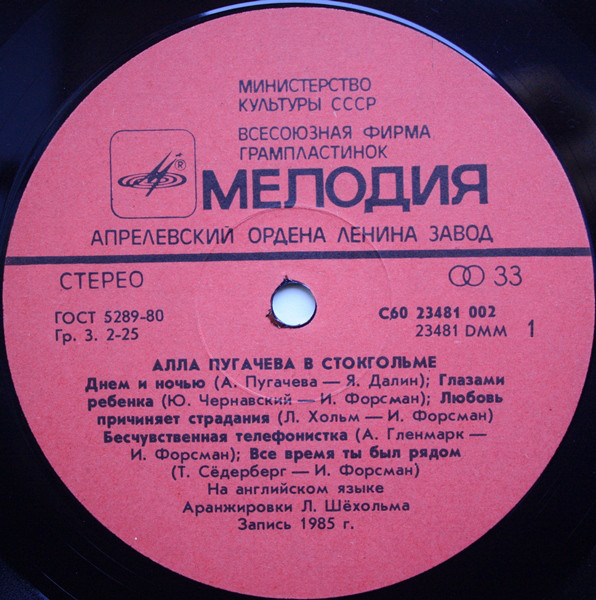 МИНИСТЕРСТВО
КУЛЬТУРЫ СССР
ВСЕСОЮЗНАЯ ФИРМА
ГРАМПЛАСТИНОК
®
МЕЛОДИЯ
АПРЕЛЕВСКИЙ ОРДЕНА ЛЕНИНА ЗАВОД
СТЕРЕО
33
ГОСТ 5289-80
Гр. 3. 2-25
С60 23481 002
23481 DMM 1
АЛЛА ПУГАЧЕВА В СТОКГОЛЬМЕ
Днем и ночью (А. Пугачева — Я. Далин); Глазами
ребенка (Ю. Чернавский — И. Форсман); Любовь
причиняет страдания (Л. Хольм — И. Форсман)
Бесчувственная телефонистка (А. Гленмарк —
И. Форсман); Все время ты был рядом
(Т. Сёдерберг — И. Форсман)
На английском языке
Аранжировки Л. Шёхольма
Запись 1985 г.